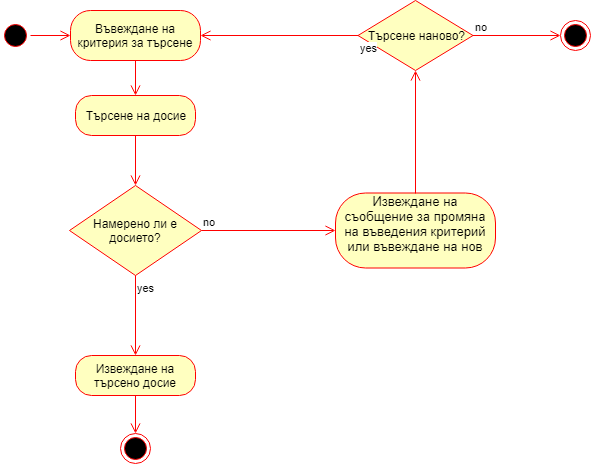 Въвеждане на
критерия за търсене
Търсене наново?
no
yes
Търсене на досие
Намерено ли е
досието?
no
yes
Извеждане на
съобщение за промяна
на въведения критерий
или въвеждане на нов
Извеждане на
търсено досие